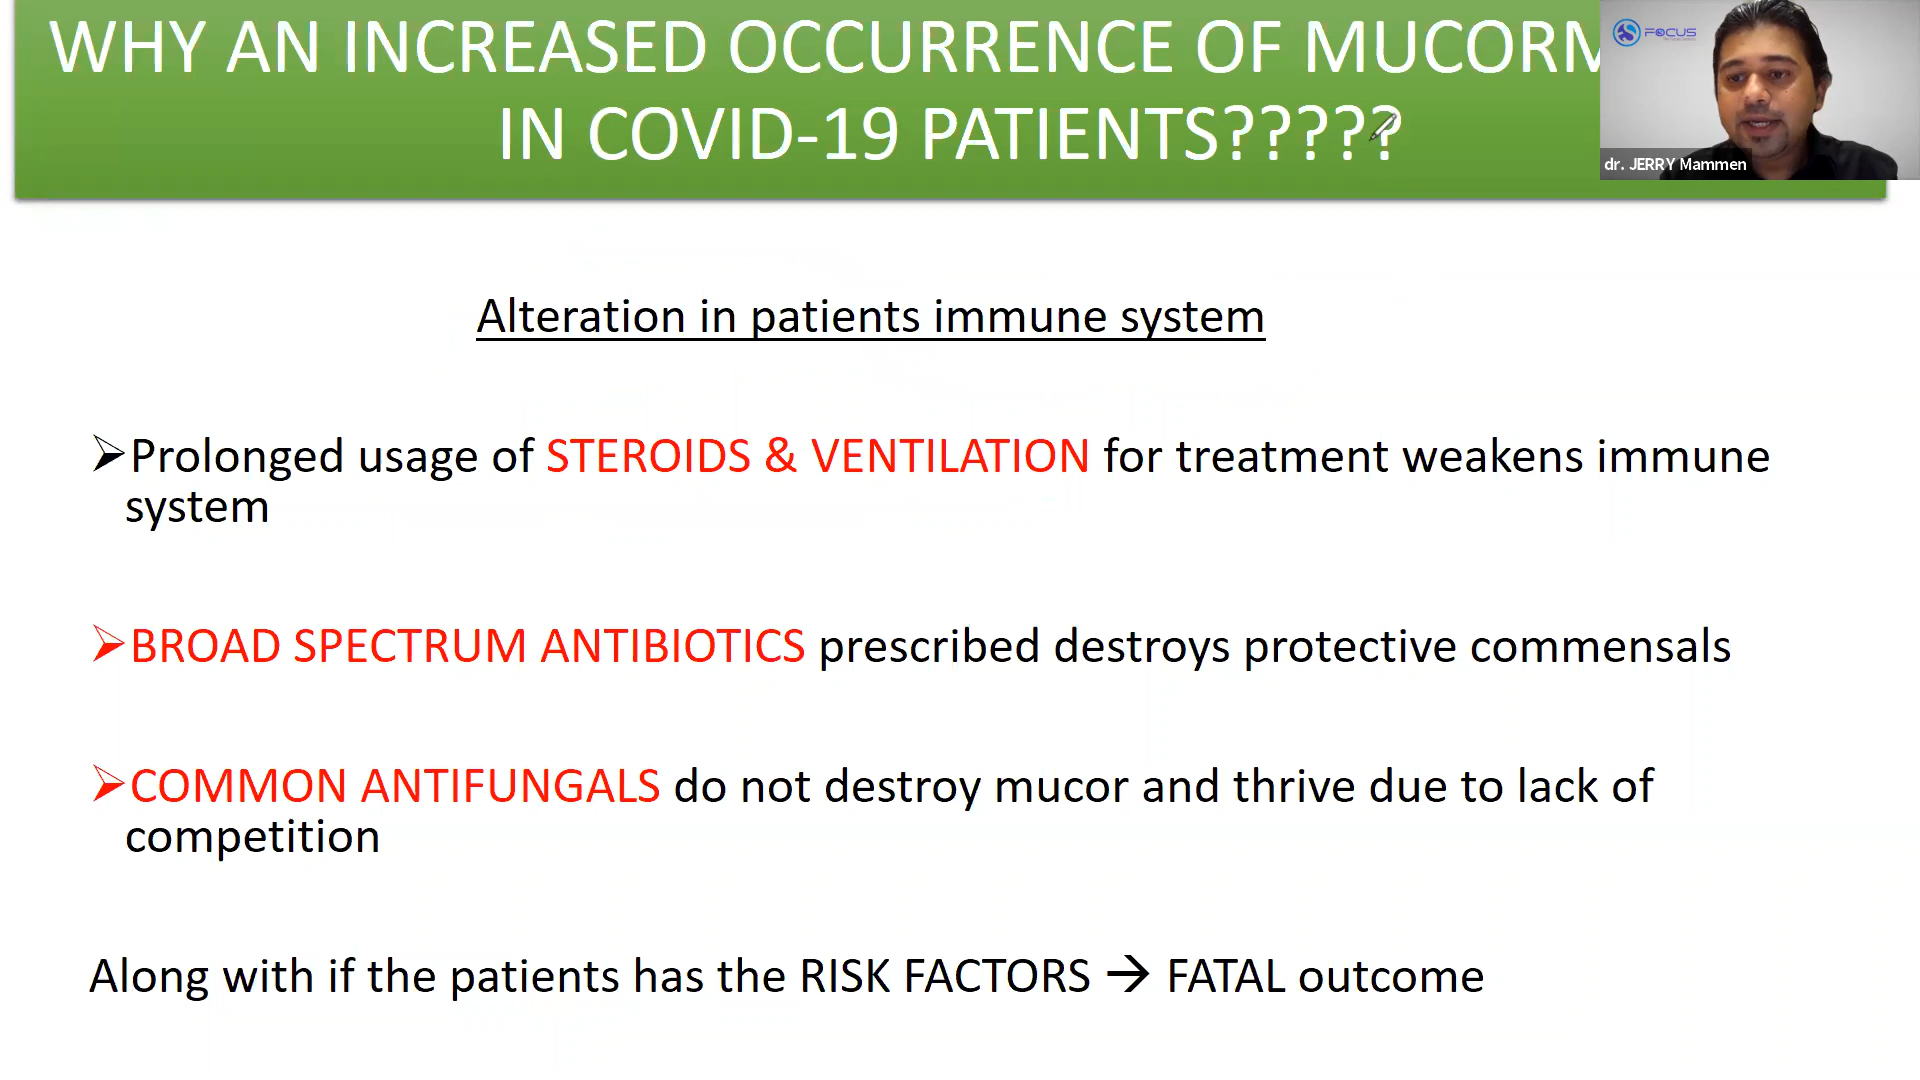 WHY AN INCREASED OCCURRENCE OF MUCORM
IN COVID-19 PATIENTS?????
FOCUS
dr. JERRY Mammen
Alteration in patients immune system
➢Prolonged usage of STEROIDS & VENTILATION for treatment weakens immune
system
➢BROAD SPECTRUM ANTIBIOTICS prescribed destroys protective commensals
➢COMMON ANTIFUNGALS do not destroy mucor and thrive due to lack of
competition
Along with if the patients has the RISK FACTORS → FATAL outcome